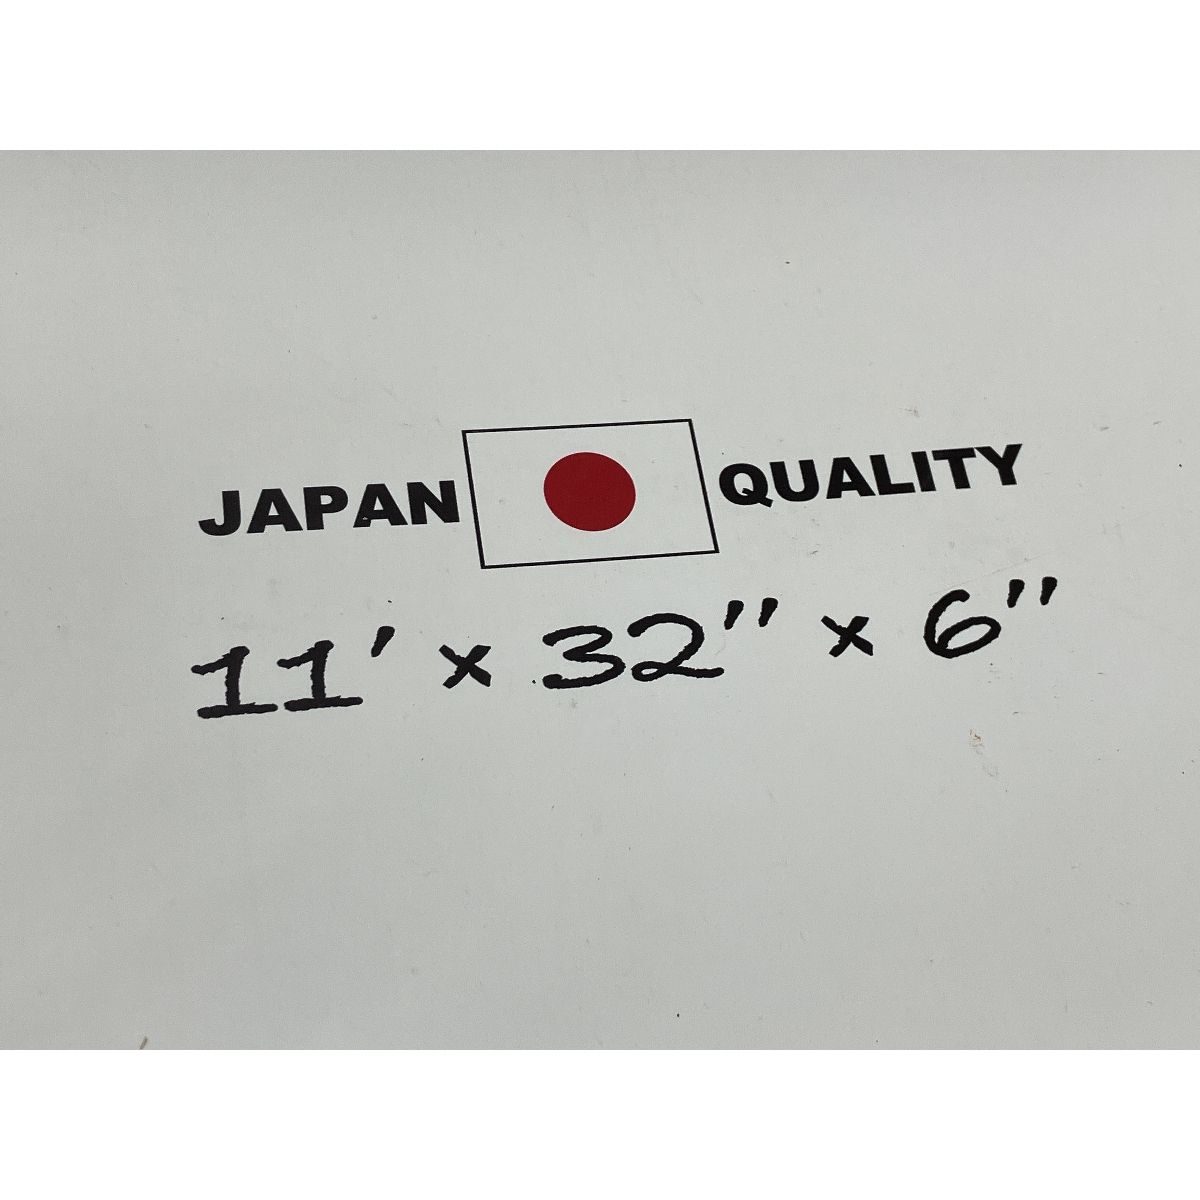 JAPAN QUALITY
11' x 32" x 6"